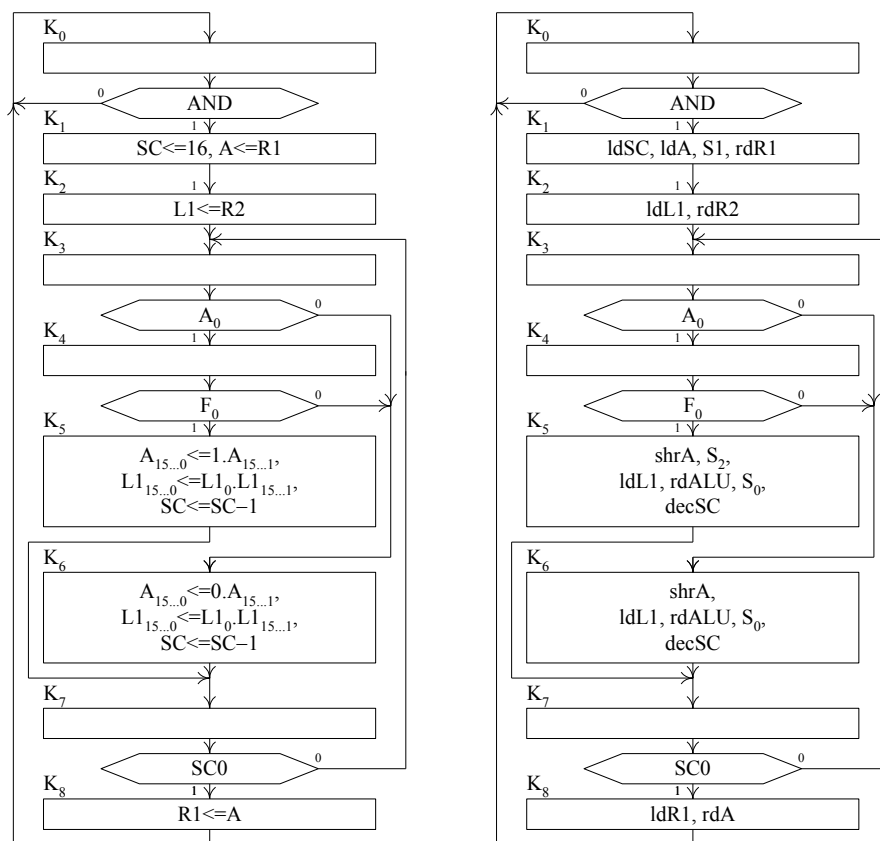 K0
0
AND
1
K1
SC<=16, A<=R1
1
K2
L1<=R2
K3
0
A0
1
K4
0
F0
1
K5
A15...0<=1.A15...1,
L115...0<=L10.L115...1,
SC<=SC−1
K6
A15...0<=0.A15...1,
L115...0<=L10.L115...1,
SC<=SC−1
K7
0
SC0
1
K8
R1<=A
K0
0
AND
1
K1
ldSC, ldA, S1, rdR1
1
K2
ldL1, rdR2
K3
0
A0
1
K4
0
F0
1
K5
shrA, S2,
ldL1, rdALU, S0,
decSC
K6
shrA,
ldL1, rdALU, S0,
decSC
K7
0
SC0
1
K8
ldR1, rdA